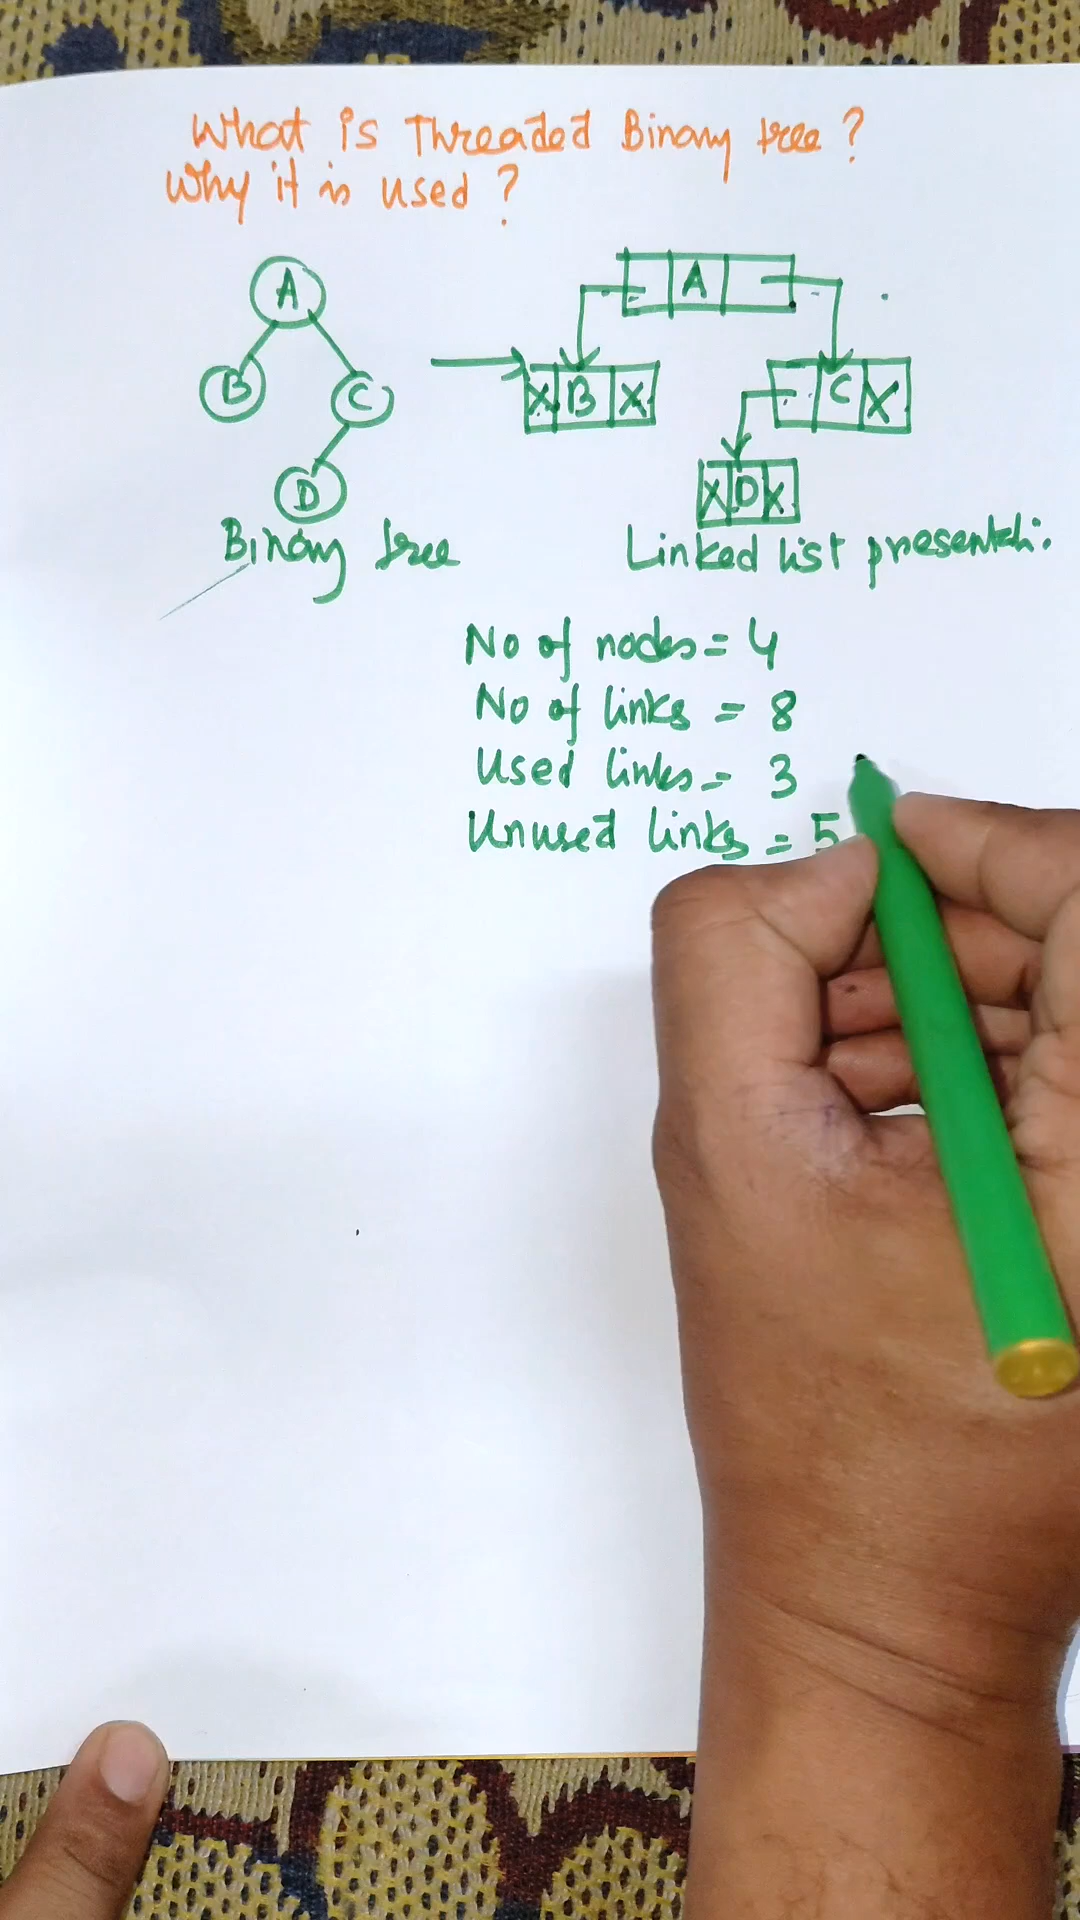 What is Threaded Binary tree?
Why it is used?
A
B C
D
Binary tree
A
X B X C X
X D X
Linked list presentati.
No of nodes = 4
No of links = 8
Used links = 3
Unused links = 5